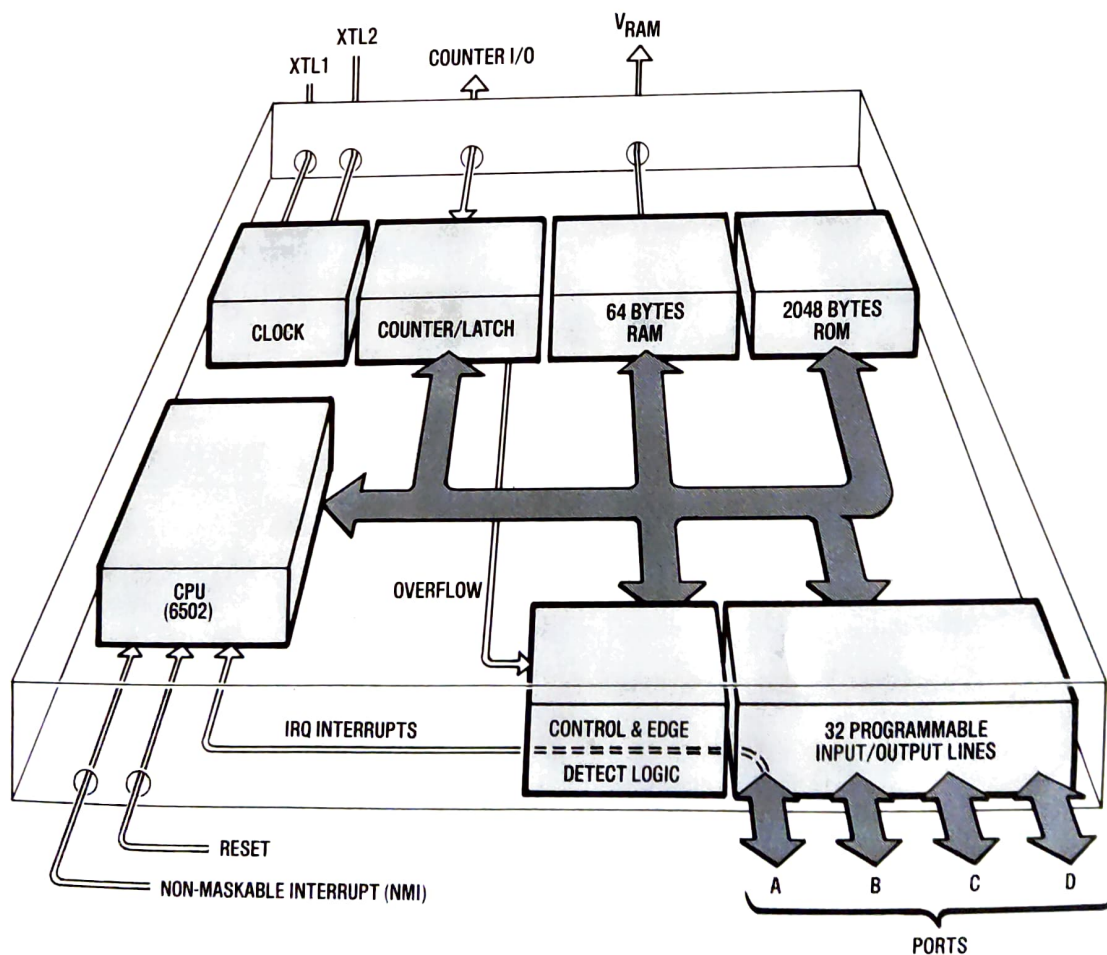 XTL1
XTL2
COUNTER I/O
VRAM
CLOCK
COUNTER/LATCH
64 BYTES
RAM
2048 BYTES
ROM
CPU
(6502)
OVERFLOW
IRQ INTERRUPTS
CONTROL & EDGE
DETECT LOGIC
32 PROGRAMMABLE
INPUT/OUTPUT LINES
RESET
NON-MASKABLE INTERRUPT (NMI)
A
B
C
D
PORTS